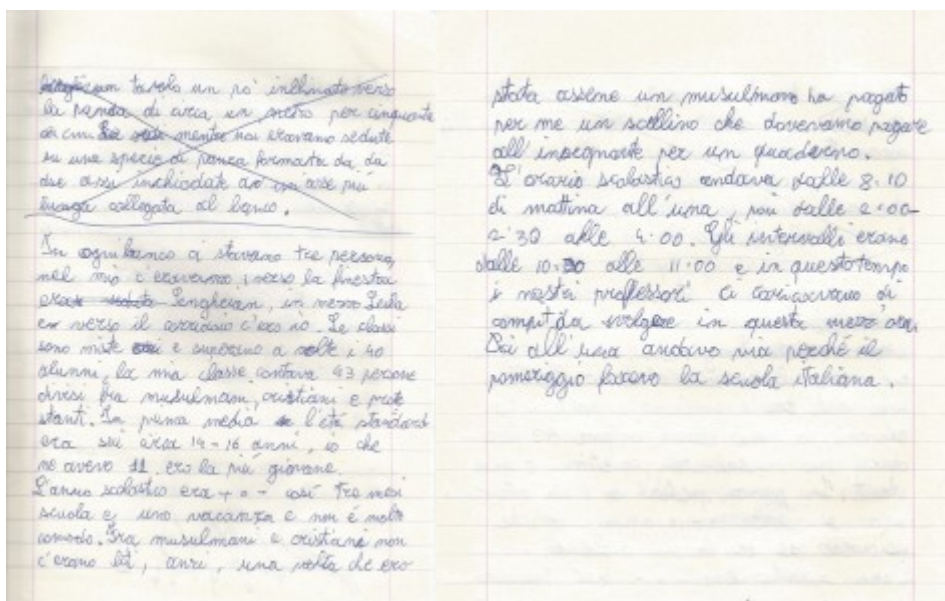 tavolo un po' inclinato verso
la panda di circa un metro per cinquanta
cm mentre noi eravamo sedute
su una specie di panca formata da da
due assi inchiodate ad un'asse più
lunga collegata al banco.
In ogni banco ci stavano tre persone,
nel mio c'eravamo: verso la finestra
Lengheran, in mezzo Leila
e verso il corridoio c'ero io. Le classi
sono miste e superano a volte i 40
alunni, la mia classe contava 43 persone
divisi fra musulmani, cristiani e prote
stanti. In prima media l'età standard
era sui circa 14-16 anni, io che
ne avevo 11 ero la più giovane.
L'anno scolastico era + o - così tre mesi
scuola e uno vacanza e non é molto
comodo. Fra musulmani e cristiani non
c'erano liti, anzi, una volta che ero
stata assene un musulmano ha pagato
per me un scellino che dovevamo pagare
all'insegnante per un quaderno.
L'orario scolastico andava dalle 8.10
di mattina all'una, poi dalle 2.00-
2.30 alle 4.00. Gli intervalli erano
dalle 10.30 alle 11.00 e in questo tempo
i nostri professori ci caricavano di
compiti da svolgere in questa mezz'ora.
all'una andavo via perché il
pomeriggio facevo la scuola italiana.